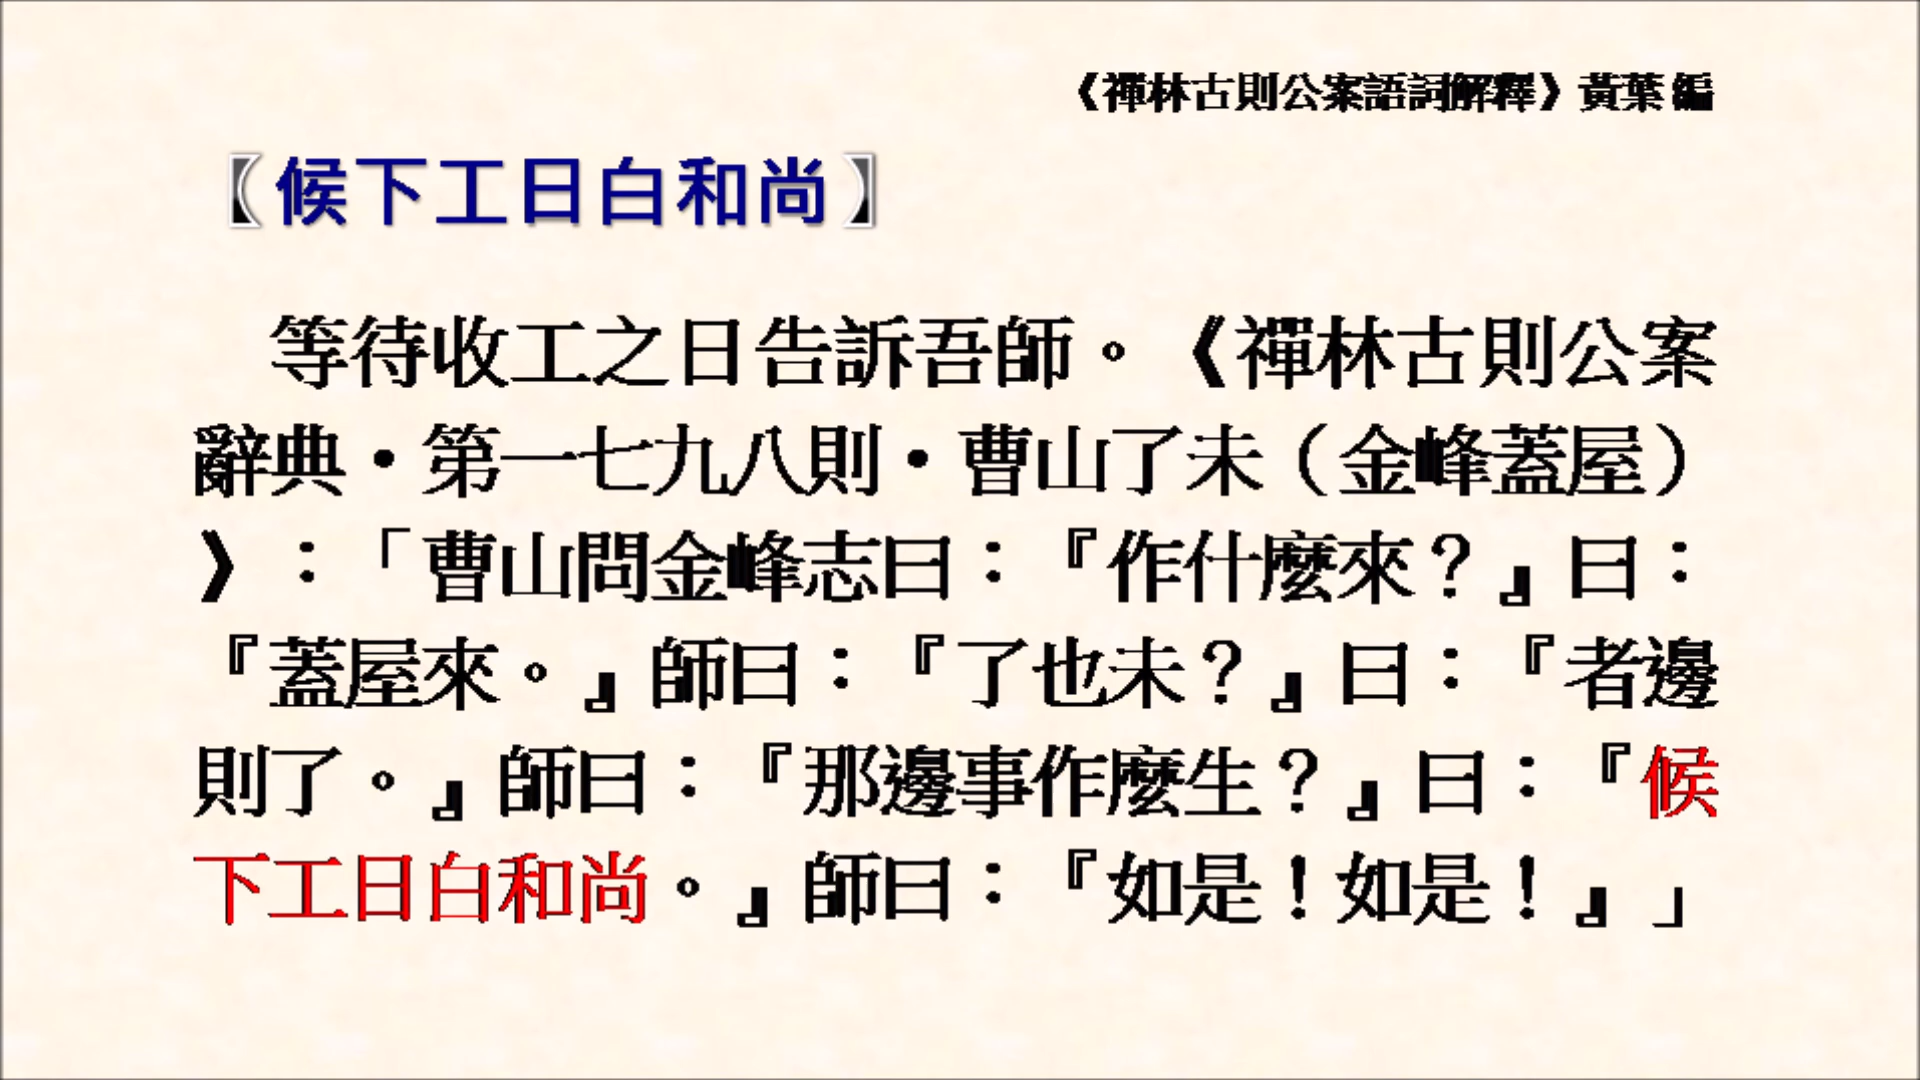 《禪林古則公案語詞解釋》黃葉 編
【候下工日白和尚】
等待收工之日告訴吾師。《禪林古則公案
辭典•第一七九八則•曹山了未（金峰蓋屋）
》：「曹山問金峰志曰：『作什麼來？』曰：
『蓋屋來。』師曰：『了也未？』曰：『者邊
則了。』師曰：『那邊事作麼生？』曰：『候
下工日白和尚。』師曰：『如是！如是！』」